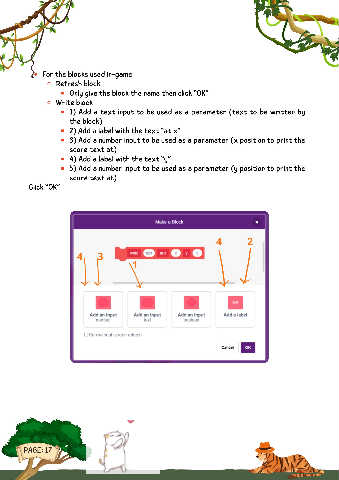 For the blocks used in-game
Refresh block
Only give the block the name then click "OK"
Write block
1) Add a text input to be used as a parameter (text to be written by
the block)
2) Add a label with the text "at x"
3) Add a number input to be used as a parameter (x position to print the
score text at)
4) Add a label with the text "y"
5) Add a number input to be used as a parameter (y position to print the
score text at)
Click "OK"
Make a Block
4 3 1 4 2
Add an input
Add an input
Add an input
Add a label
text
Run without screen refresh
Cancel
OK
PAGE: 17